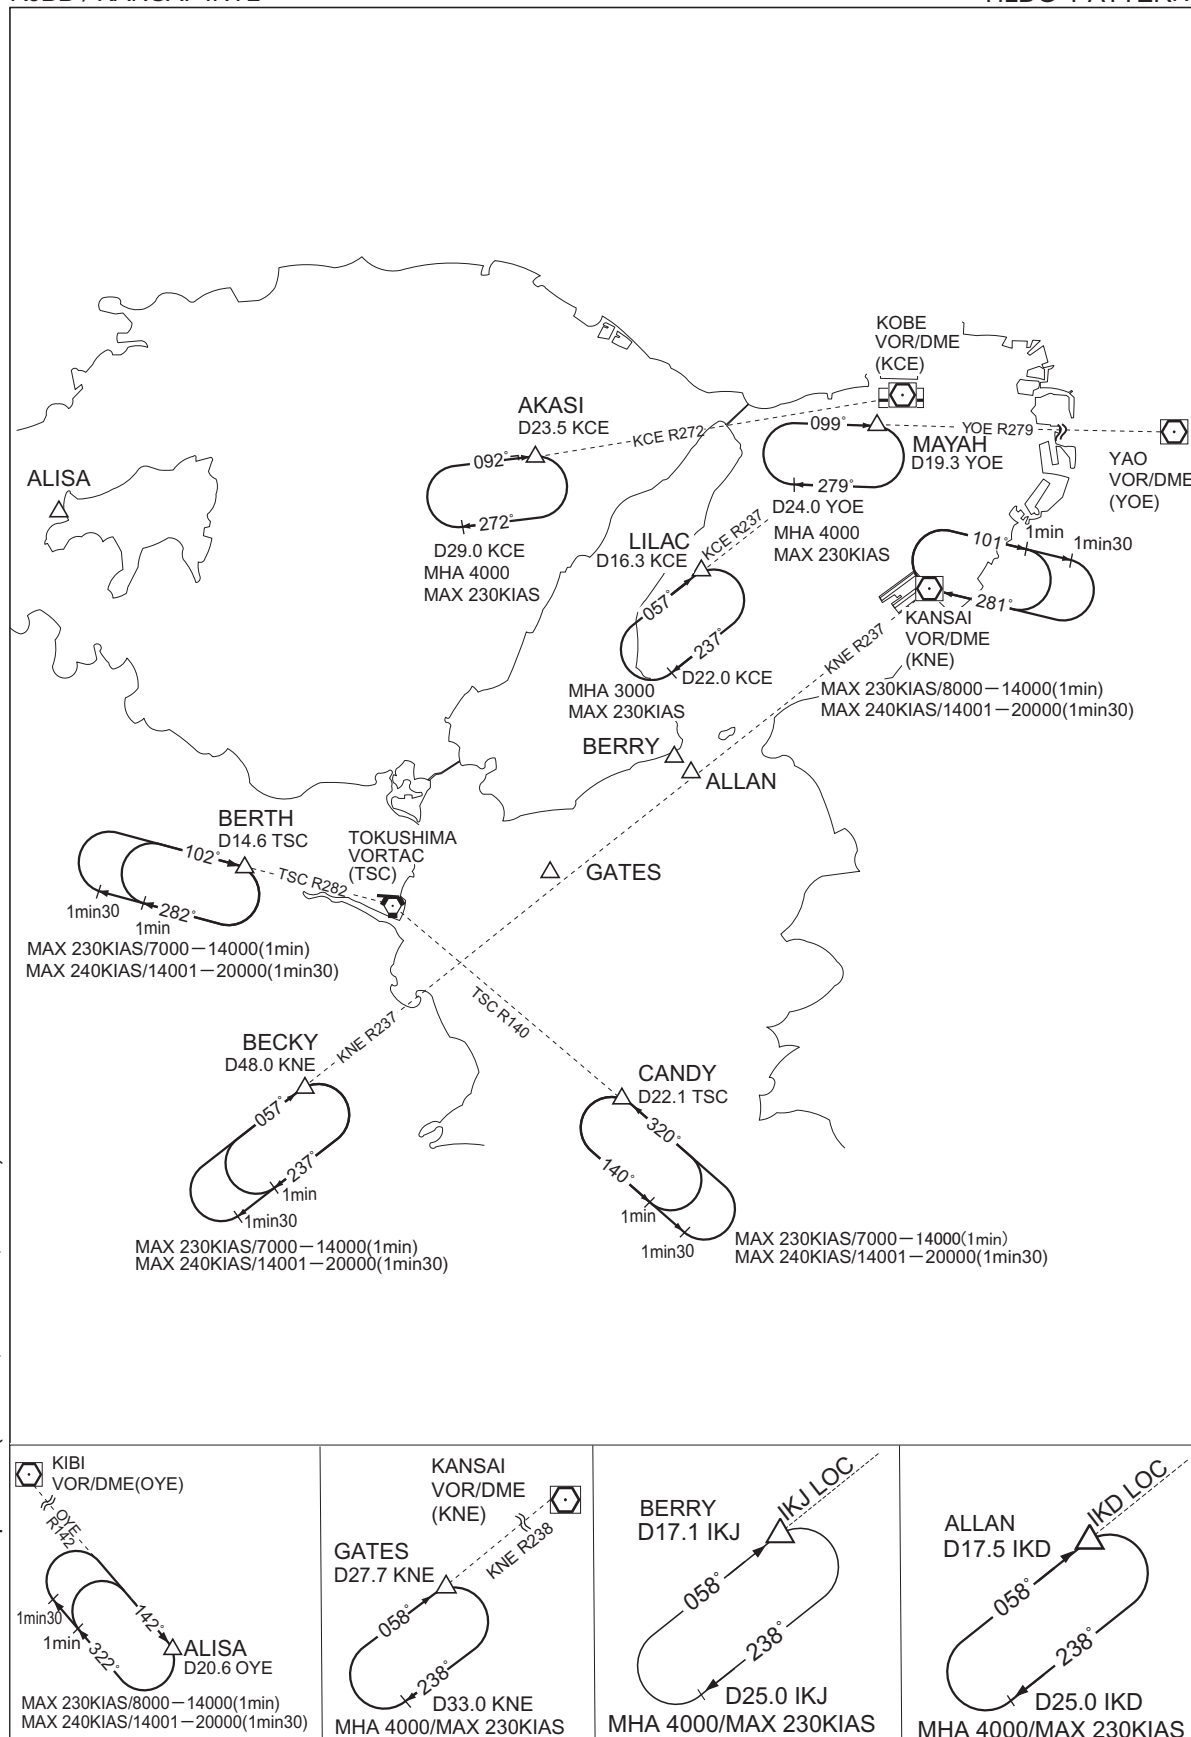 KOBE
VOR/DME
(KCE)
AKASI
D23.5 KCE
KCE R272
092°
272°
D29.0 KCE
MHA 4000
MAX 230KIAS
099°
YOE R279
MAYAH
D19.3 YOE
279°
D24.0 YOE
MHA 4000
MAX 230KIAS
YAO
VOR/DME
(YOE)
ALISA
LILAC
D16.3 KCE
KCE R237
057°
237°
D22.0 KCE
MHA 3000
MAX 230KIAS
101°
1min
1min30
281°
KANSAI
VOR/DME
(KNE)
KNE R237
MAX 230KIAS/8000－14000(1min)
MAX 240KIAS/14001－20000(1min30)
BERRY
ALLAN
GATES
BERTH
D14.6 TSC
102°
TSC R282
282°
1min30
1min
MAX 230KIAS/7000－14000(1min)
MAX 240KIAS/14001－20000(1min30)
TOKUSHIMA
VORTAC
(TSC)
TSC R140
BECKY
D48.0 KNE
KNE R237
057°
237°
1min
1min30
MAX 230KIAS/7000－14000(1min)
MAX 240KIAS/14001－20000(1min30)
CANDY
D22.1 TSC
320°
140°
1min
1min30
MAX 230KIAS/7000－14000(1min)
MAX 240KIAS/14001－20000(1min30)
KIBI
VOR/DME(OYE)
OYE
R142
1min30
1min
142°
322°
ALISA
D20.6 OYE
MAX 230KIAS/8000－14000(1min)
MAX 240KIAS/14001－20000(1min30)
KANSAI
VOR/DME
(KNE)
KNE R238
GATES
D27.7 KNE
058°
238°
D33.0 KNE
MHA 4000/MAX 230KIAS
BERRY
D17.1 IKJ
IKJ LOC
058°
238°
D25.0 IKJ
MHA 4000/MAX 230KIAS
ALLAN
D17.5 IKD
IKD LOC
058°
238°
D25.0 IKD
MHA 4000/MAX 230KIAS